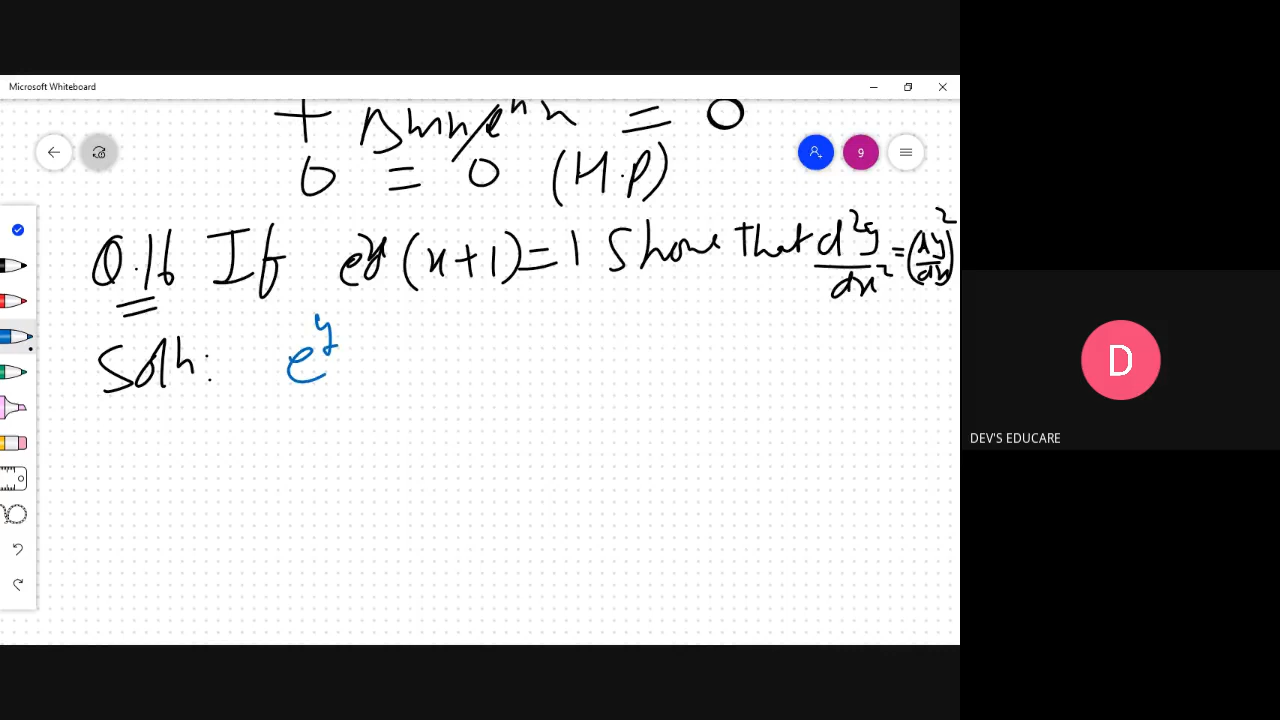 Microsoft Whiteboard
= 0
0 = 0 (H.P)
9
Q.16 If e^y (x+1) = 1 Show that d²y/dx² = (dy/dx)²
Soln: e^y
D
DEV'S EDUCARE